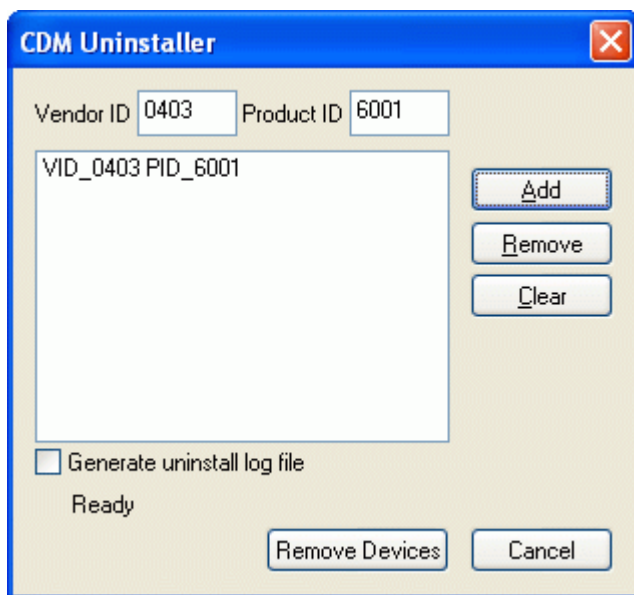 CDM Uninstaller
Vendor ID 0403 Product ID 6001
VID_0403 PID_6001
Add
Remove
Clear
Generate uninstall log file
Ready
Remove Devices Cancel